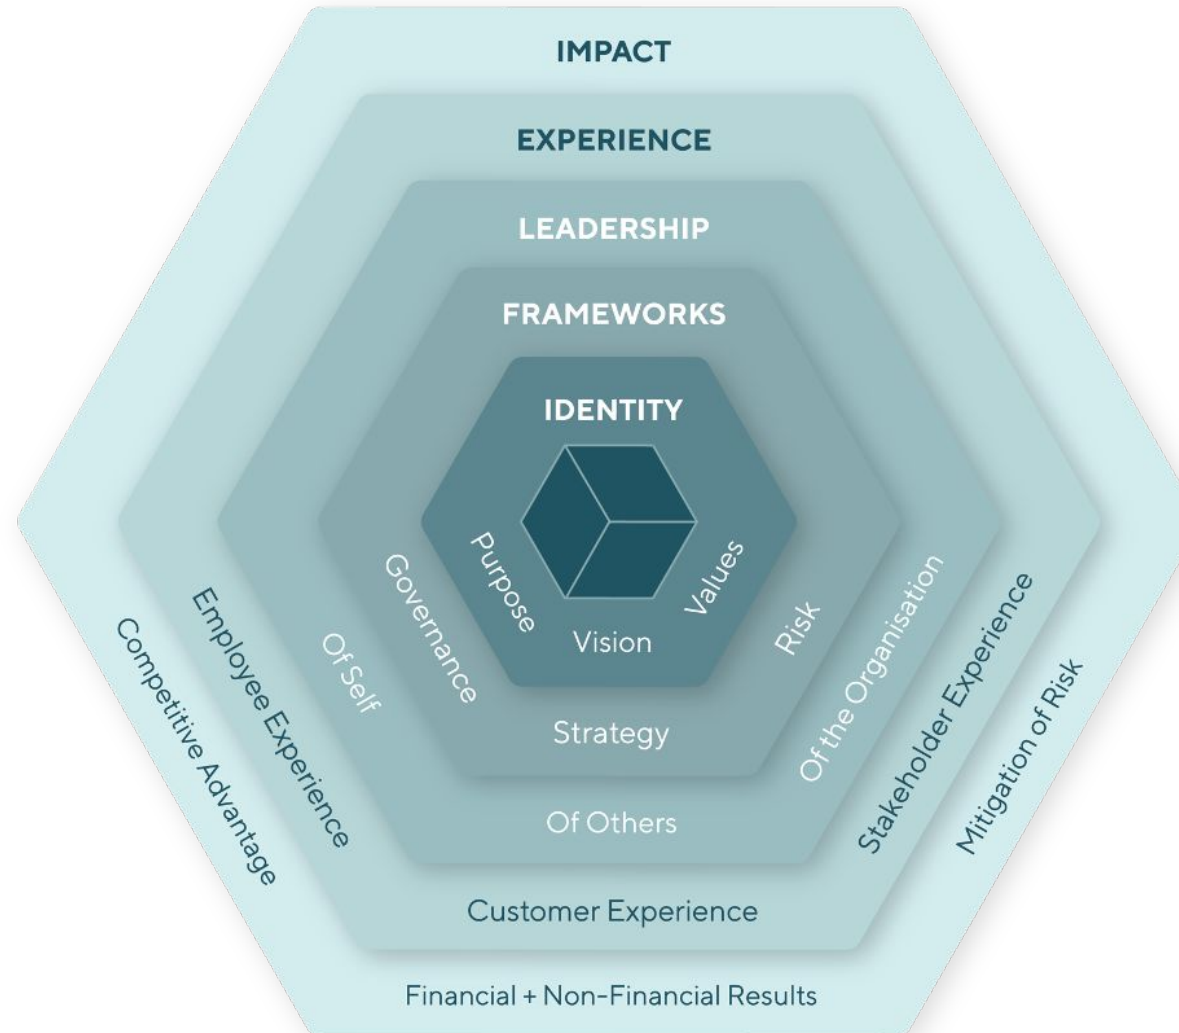 IMPACT
EXPERIENCE
LEADERSHIP
FRAMEWORKS
IDENTITY
Purpose
Vision
Values
Governance
Strategy
Risk
Of Self
Of Others
Of the Organisation
Employee Experience
Customer Experience
Stakeholder Experience
Competitive Advantage
Financial + Non-Financial Results
Mitigation of Risk